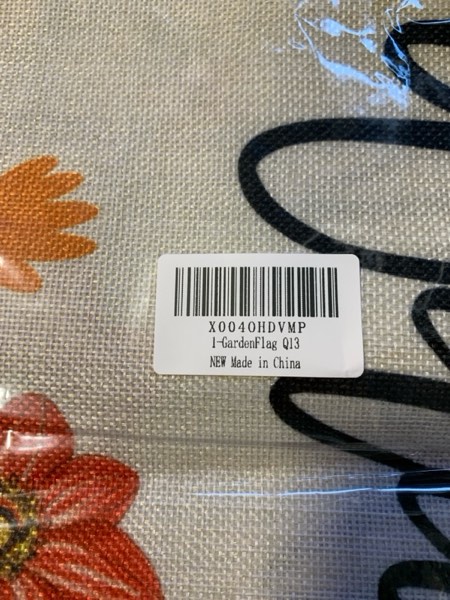 X0040HDVMP
1-GardenFlag Q13
NEW Made in China